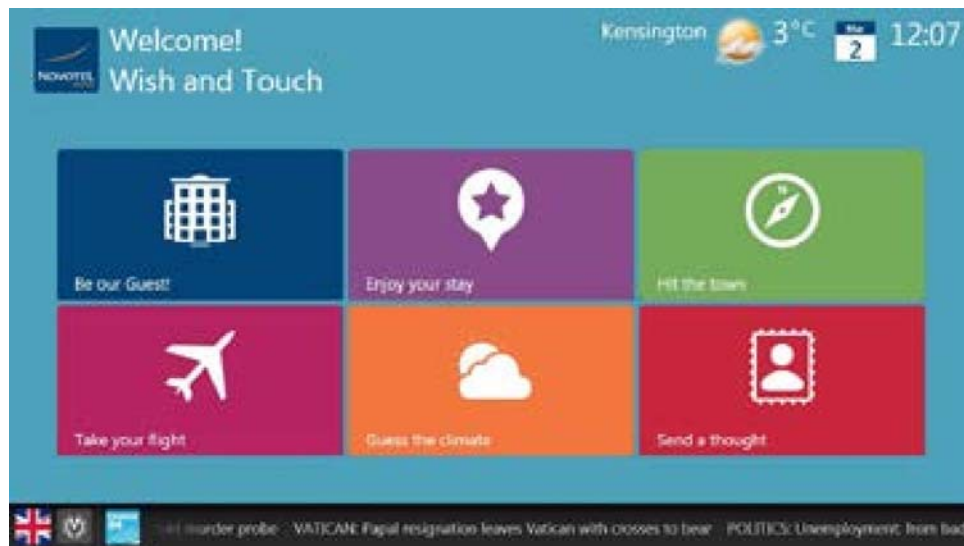 NOVOTEL
Welcome!
Wish and Touch
Kensington
3°C
2
12:07
Be our Guest!
Enjoy your stay
Hit the town
Take your flight
Guess the climate
Send a thought
murder probe VATICAN: Papal resignation leaves Vatican with crosses to bear POLITICS: Unemployment: from bad